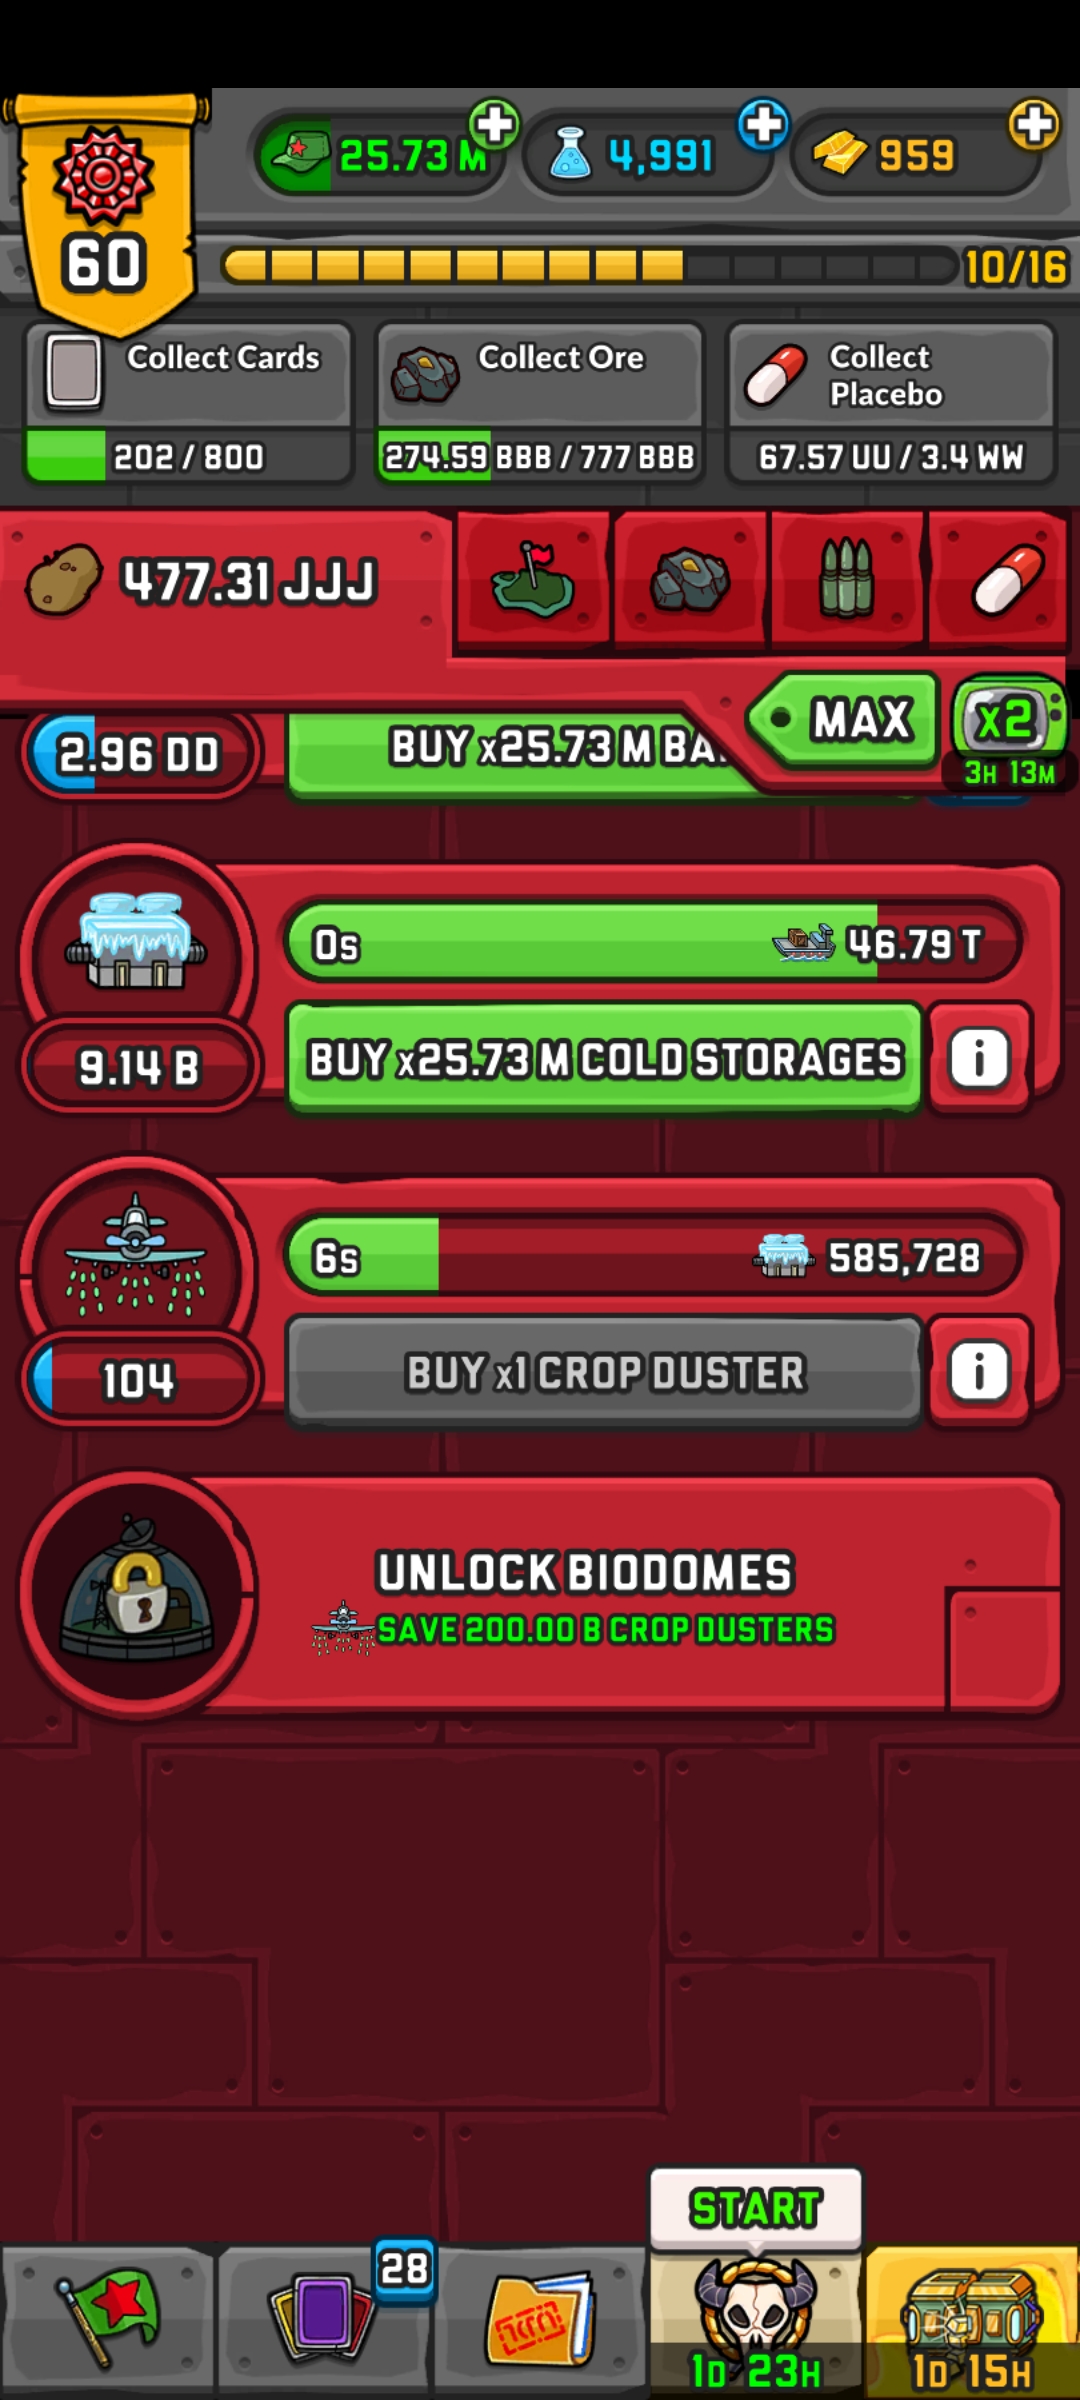 60
25.73 M
4,991
959
10/16
Collect Cards
202 / 800
Collect Ore
274.59 BBB / 777 BBB
Collect
Placebo
67.57 UU / 3.4 WW
477.31 JJJ
MAX
x2
3H 13M
2.96 DD
BUY x25.73 M BA
0s
46.79 T
9.14 B
BUY x25.73 M COLD STORAGES
i
6s
585,728
104
BUY x1 CROP DUSTER
i
UNLOCK BIODOMES
SAVE 200.00 B CROP DUSTERS
START
28
1D 23H
1D 15H